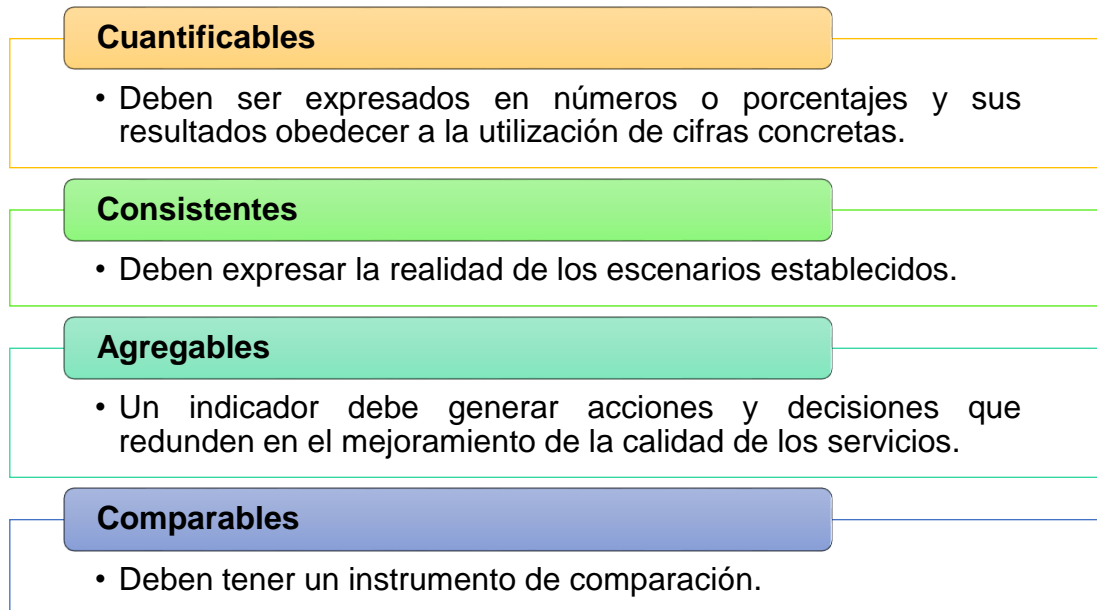 Cuantificables
• Deben ser expresados en números o porcentajes y sus
resultados obedecer a la utilización de cifras concretas.
Consistentes
• Deben expresar la realidad de los escenarios establecidos.
Agregables
• Un indicador debe generar acciones y decisiones que
redunden en el mejoramiento de la calidad de los servicios.
Comparables
• Deben tener un instrumento de comparación.